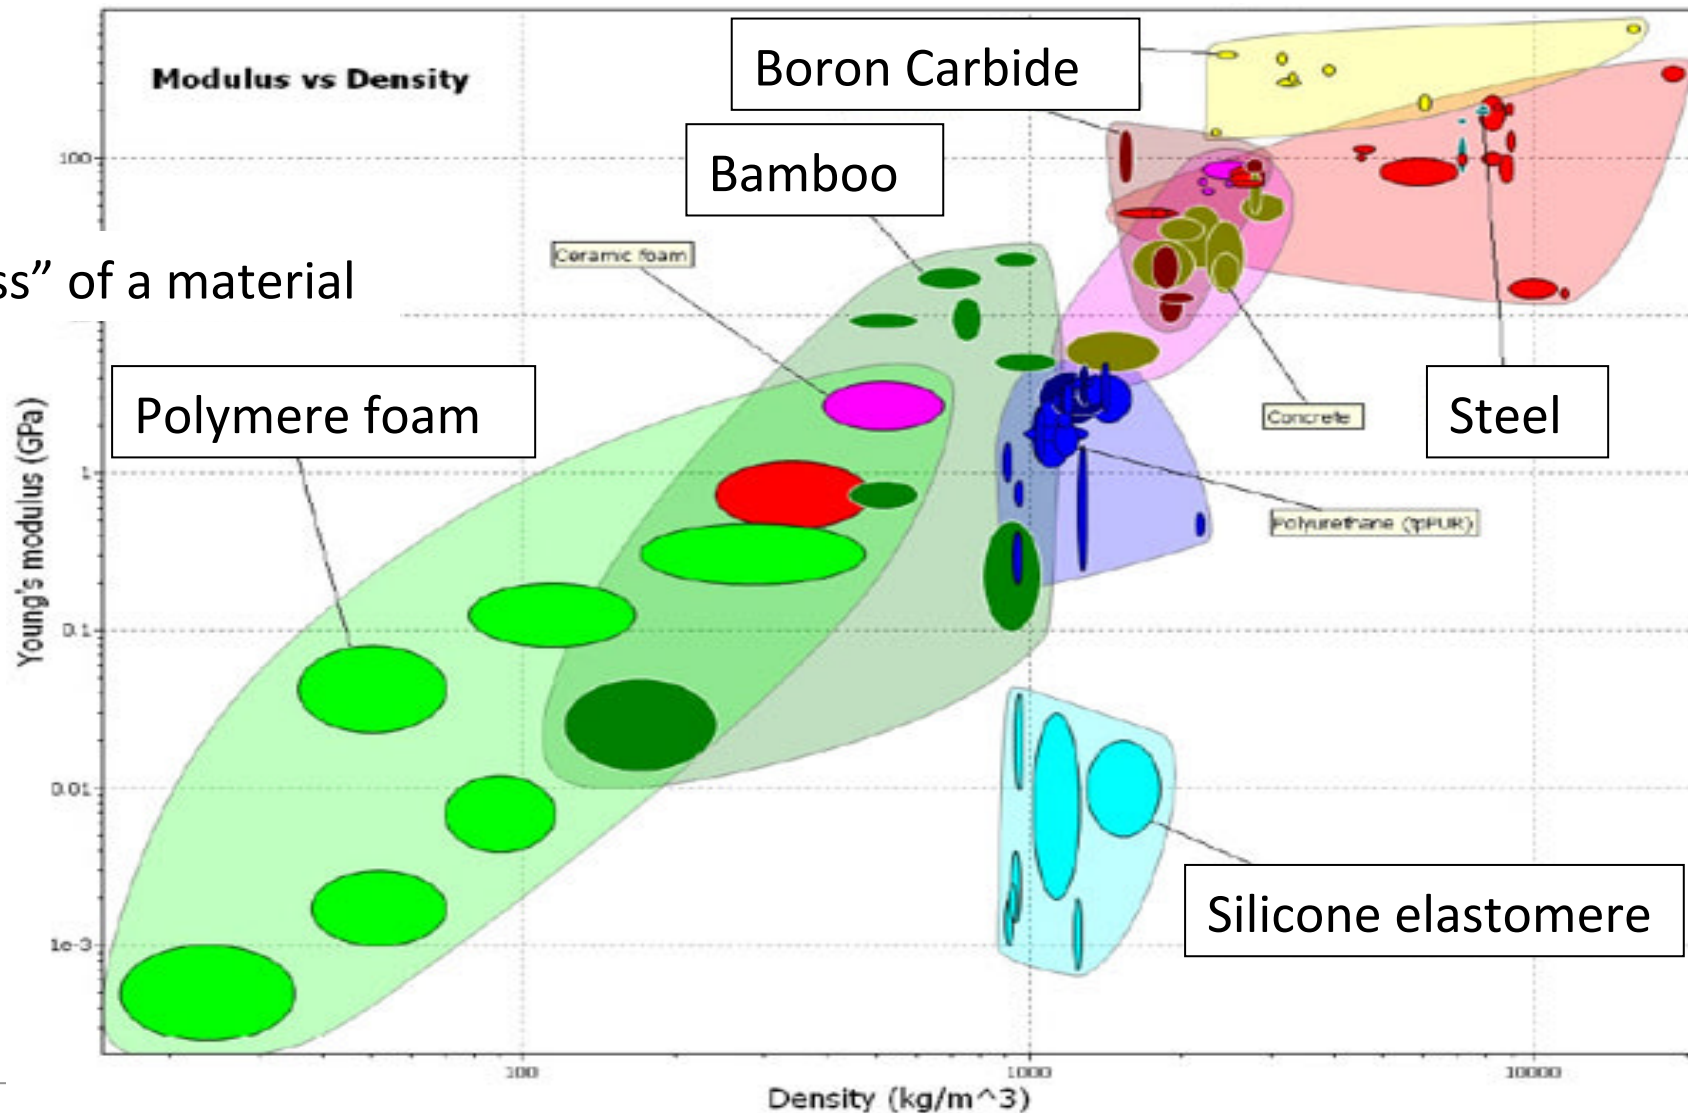 Modulus vs Density
Boron Carbide
Bamboo
Ceramic foam
ss” of a material
Polymere foam
Steel
Concrete
Polyurethane (tpPUR)
Silicone elastomere
Young's modulus (GPa)
100
1
0.1
0.01
1e-3
100
1000
10000
Density (kg/m^3)